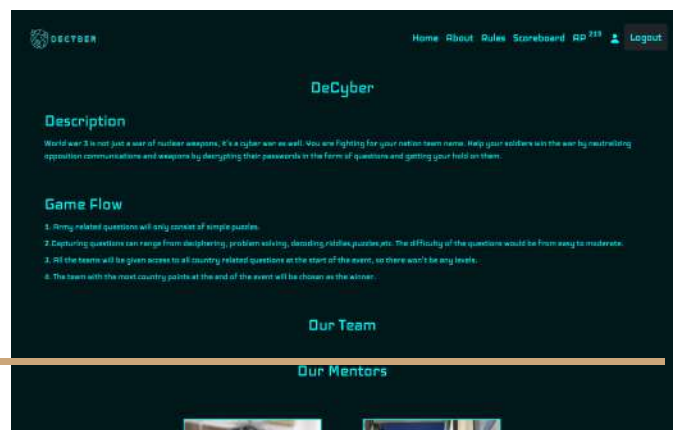 DECYBER
Home About Rules Scoreboard AP 213 Logout
DeCyber
Description
World war 3 is not just a war of nuclear weapons, it's a cyber war as well. You are fighting for your nation team name. Help your soldiers win the war by neutralizing
opposition communications and weapons by decrypting their passwords in the form of questions and getting your hold on them.
Game Flow
1. Army related questions will only consist of simple puzzles.
2.Capturing questions can range from deciphering, problem solving, decoding,riddles,puzzles,etc. The difficulty of the questions would be from easy to moderate.
3. All the teams will be given access to all country related questions at the start of the event, so there won't be any levels.
4. The team with the most country points at the end of the event will be chosen as the winner.
Our Team
Our Mentors